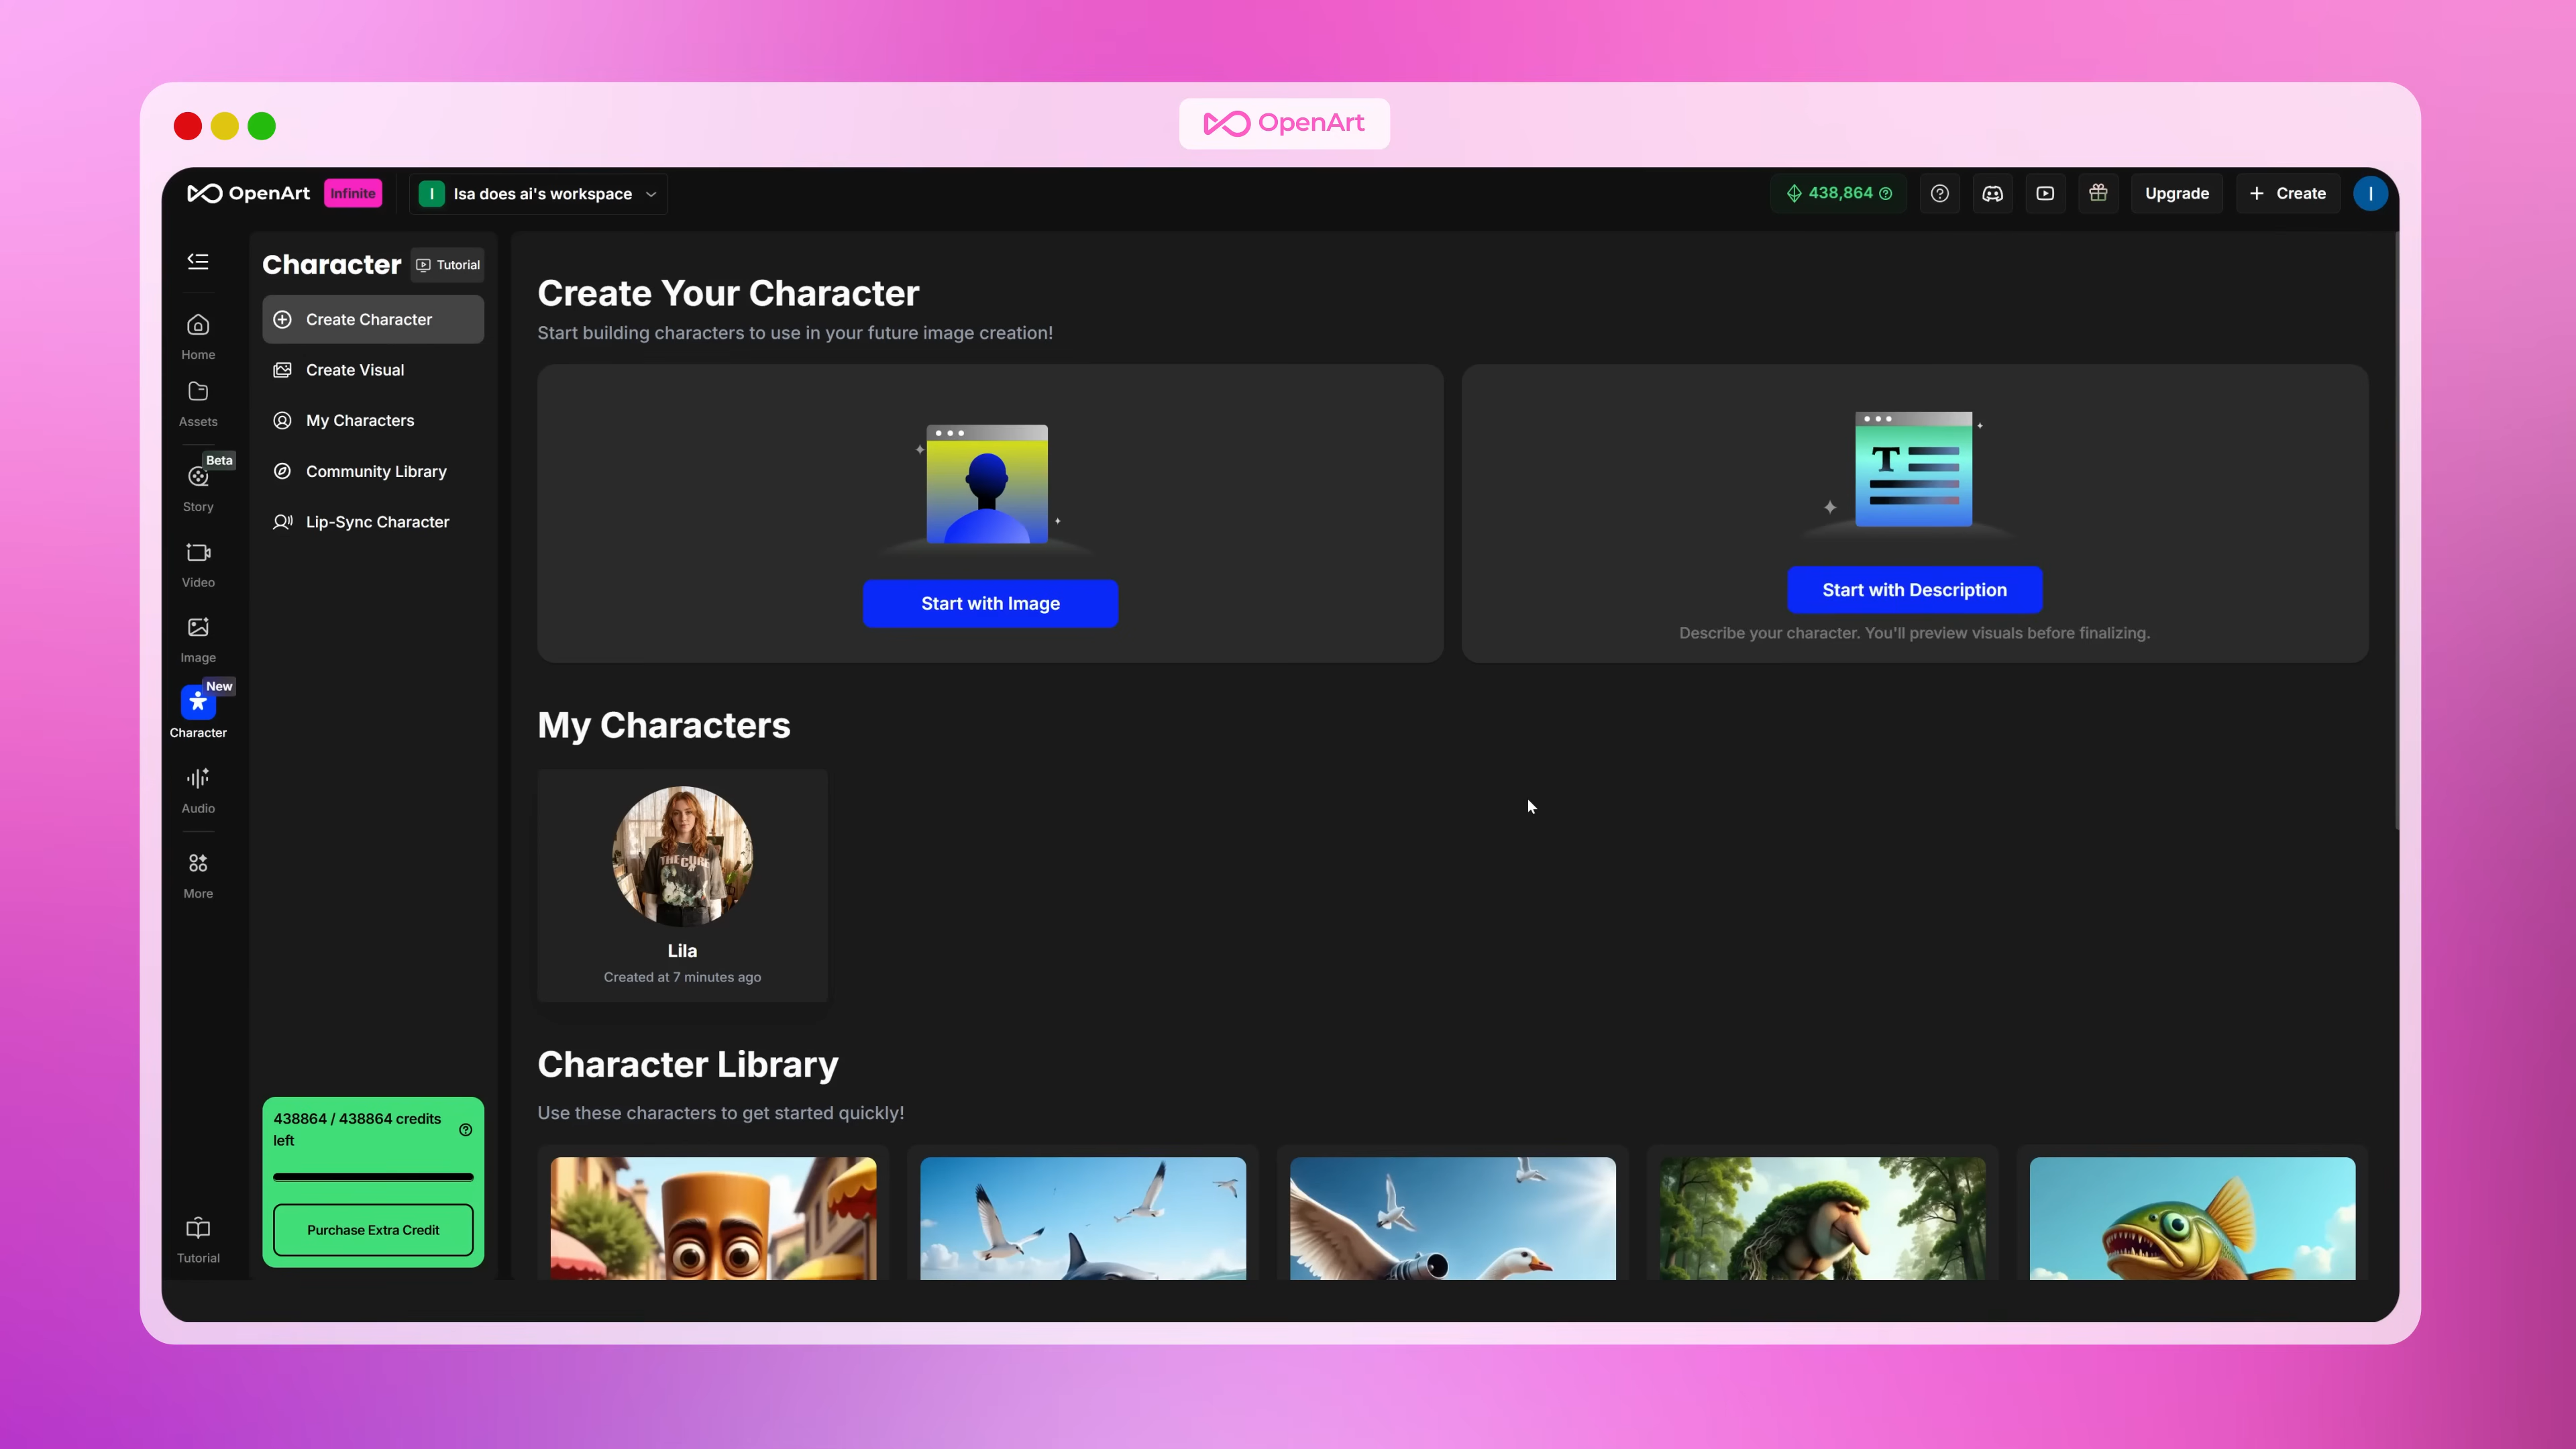 OpenArt
OpenArt
Infinite
I
Isa does ai's workspace
438,864
Upgrade
+ Create
I
Home
Assets
Beta
Story
Video
Image
New
Character
Audio
More
Tutorial
Character
Tutorial
Create Character
Create Visual
My Characters
Community Library
Lip-Sync Character
438864 / 438864 credits
left
Purchase Extra Credit
Create Your Character
Start building characters to use in your future image creation!
Start with Image
T
Start with Description
Describe your character. You'll preview visuals before finalizing.
My Characters
THE CURE
Lila
Created at 7 minutes ago
Character Library
Use these characters to get started quickly!